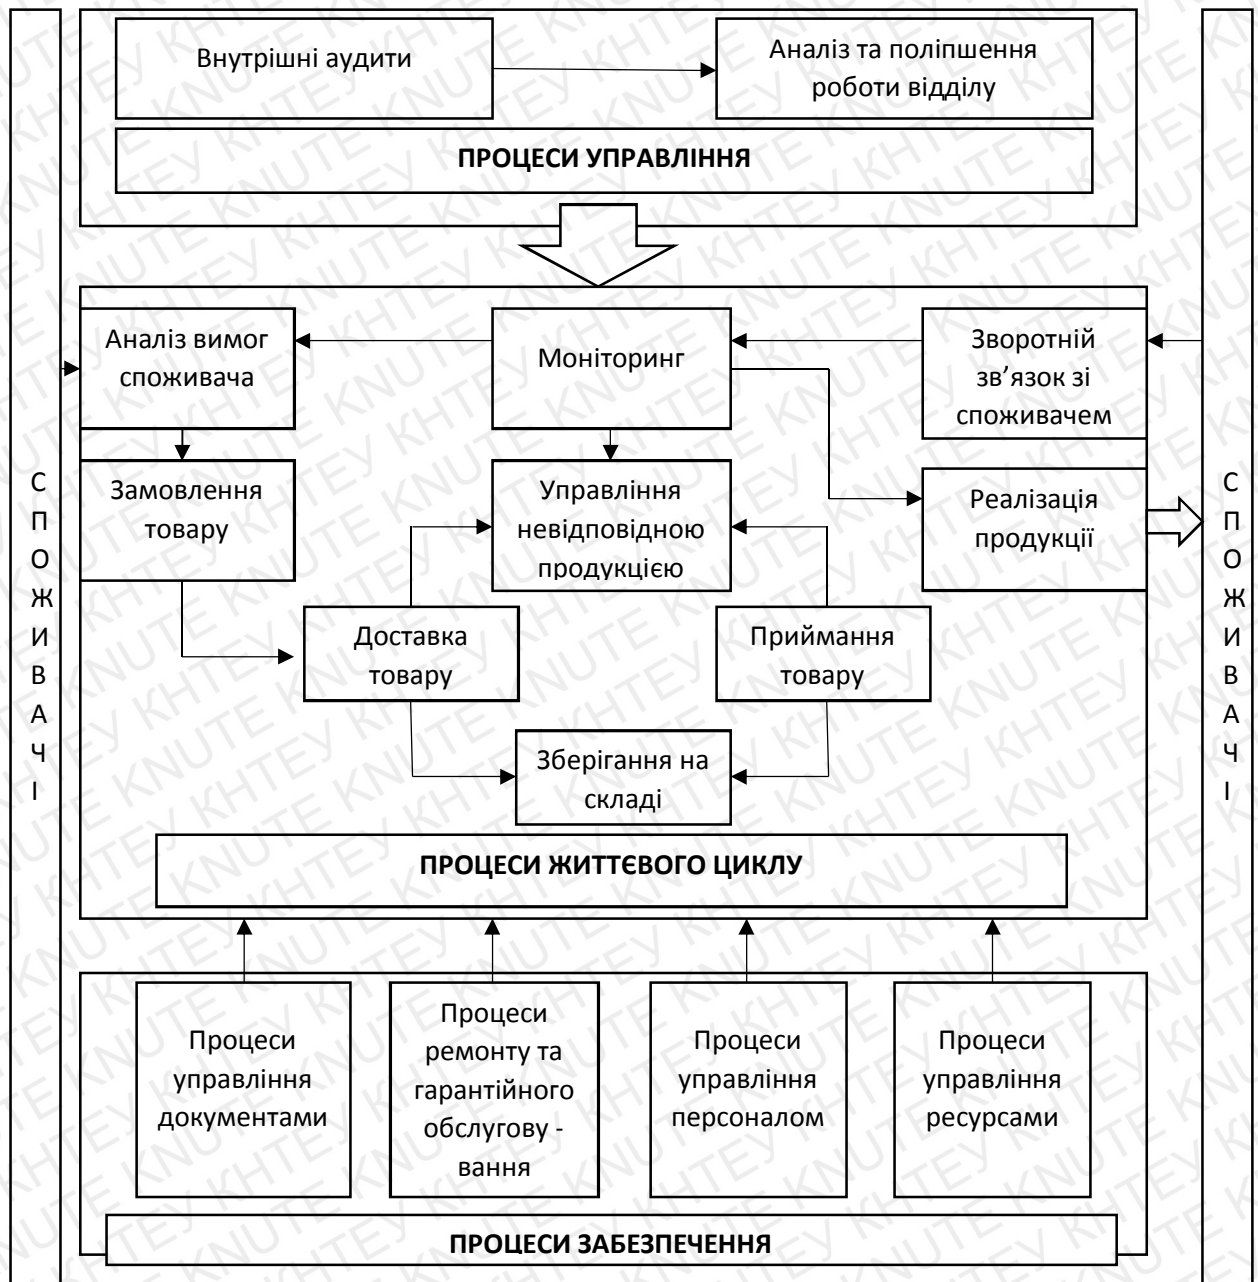 Внутрішні аудити
Аналіз та поліпшення
роботи відділу
ПРОЦЕСИ УПРАВЛІННЯ
Аналіз вимог
споживача
Моніторинг
Зворотній
зв’язок зі
споживачем
Замовлення
товару
Управління
невідповідною
продукцією
Реалізація
продукції
Доставка
товару
Приймання
товару
Зберігання на
складі
ПРОЦЕСИ ЖИТТЄВОГО ЦИКЛУ
С
П
О
Ж
И
В
А
Ч
І
С
П
О
Ж
И
В
А
Ч
І
Процеси
управління
документами
Процеси
ремонту та
гарантійного
обслугову -
вання
Процеси
управління
персоналом
Процеси
управління
ресурсами
ПРОЦЕСИ ЗАБЕЗПЕЧЕННЯ